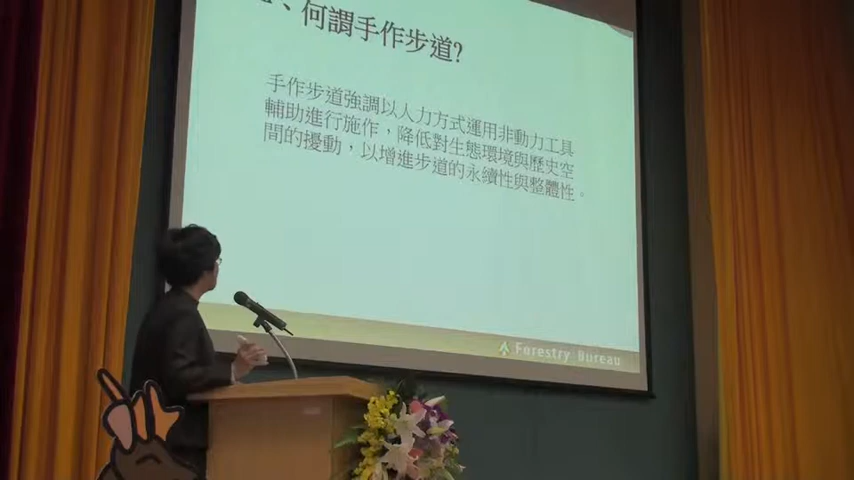 、何謂手作步道?
手作步道強調以人力方式運用非動力工具
輔助進行施作，降低對生態環境與歷史空
間的擾動，以增進步道的永續性與整體性。
Forestry Bureau